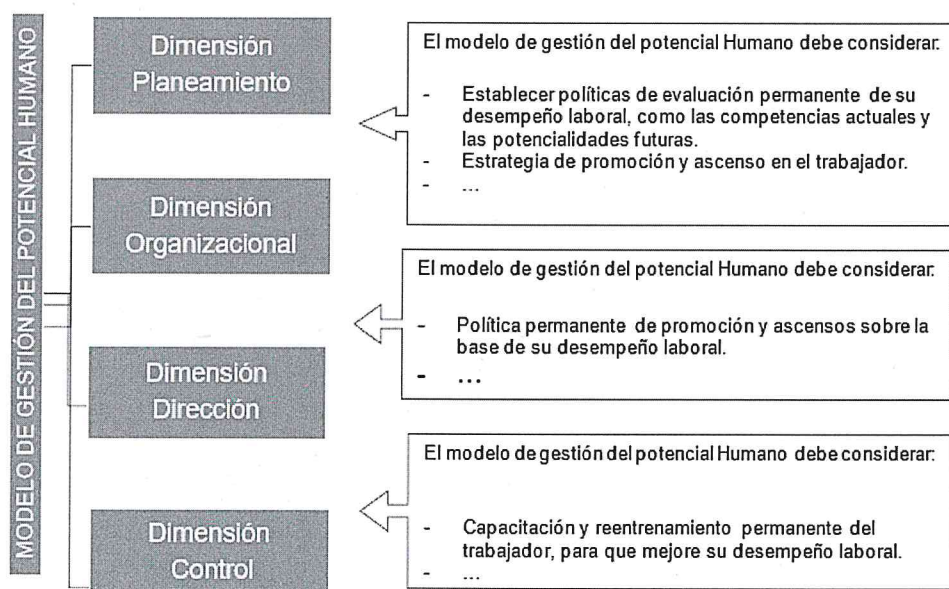 MODELO DE GESTIÓN DEL POTENCIAL HUMANO
Dimensión
Planeamiento
El modelo de gestión del potencial Humano debe considerar:
- Establecer políticas de evaluación permanente de su
desempeño laboral, como las competencias actuales y
las potencialidades futuras.
- Estrategia de promoción y ascenso en el trabajador.
- ...
Dimensión
Organizacional
El modelo de gestión del potencial Humano debe considerar:
- Política permanente de promoción y ascensos sobre la
base de su desempeño laboral.
- ...
Dimensión
Dirección
El modelo de gestión del potencial Humano debe considerar:
- Capacitación y reentrenamiento permanente del
trabajador, para que mejore su desempeño laboral.
- ...
Dimensión
Control